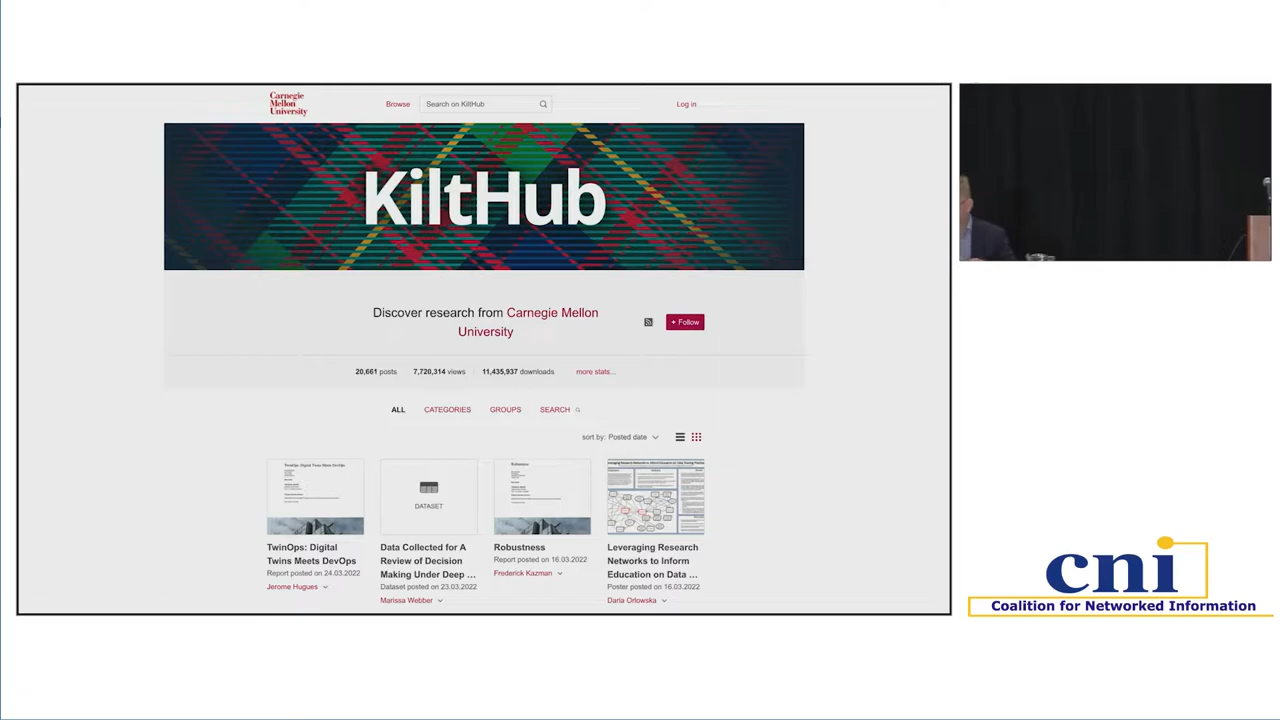 Carnegie
Mellon
University
Browse
Search on KiltHub
Log in
KiltHub
Discover research from Carnegie Mellon
University
+ Follow
20,661 posts
7,720,314 views
11,435,937 downloads
more stats...
ALL
CATEGORIES
GROUPS
SEARCH
sort by: Posted date
DATASET
TwinOps: Digital
Twins Meets DevOps
Report posted on 24.03.2022
Jerome Hugues
Data Collected for A
Review of Decision
Making Under Deep ...
Dataset posted on 23.03.2022
Marissa Webber
Robustness
Report posted on 16.03.2022
Frederick Kazman
Leveraging Research
Networks to Inform
Education on Data ...
Poster posted on 16.03.2022
Daria Orlowska
cni
Coalition for Networked Information